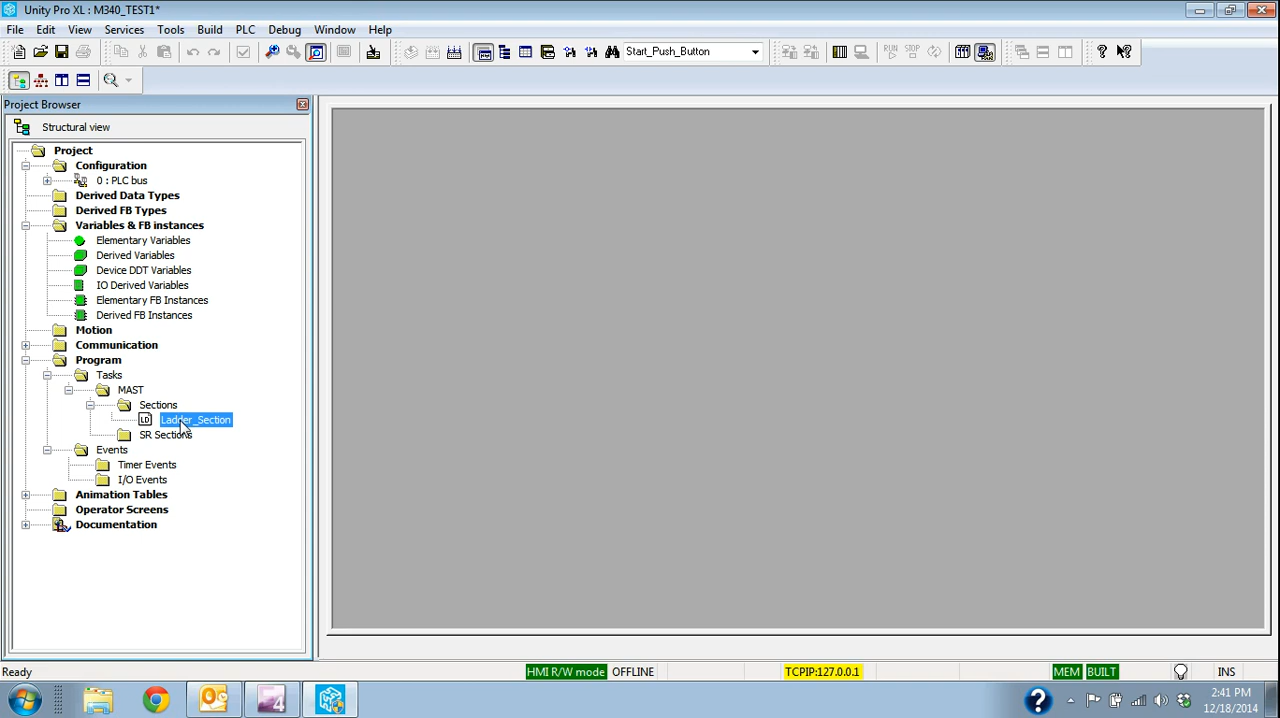 Unity Pro XL : M340_TEST1*
File Edit View Services Tools Build PLC Debug Window Help
Start_Push_Button
RUN STOP
Project Browser
Structural view
Project
Configuration
0 : PLC bus
Derived Data Types
Derived FB Types
Variables & FB instances
Elementary Variables
Derived Variables
Device DDT Variables
IO Derived Variables
Elementary FB Instances
Derived FB Instances
Motion
Communication
Program
Tasks
MAST
Sections
LD Ladder_Section
SR Sections
Events
Timer Events
I/O Events
Animation Tables
Operator Screens
Documentation
Ready HMI R/W mode OFFLINE TCPIP:127.0.0.1 MEM BUILT INS
2:41 PM
12/18/2014